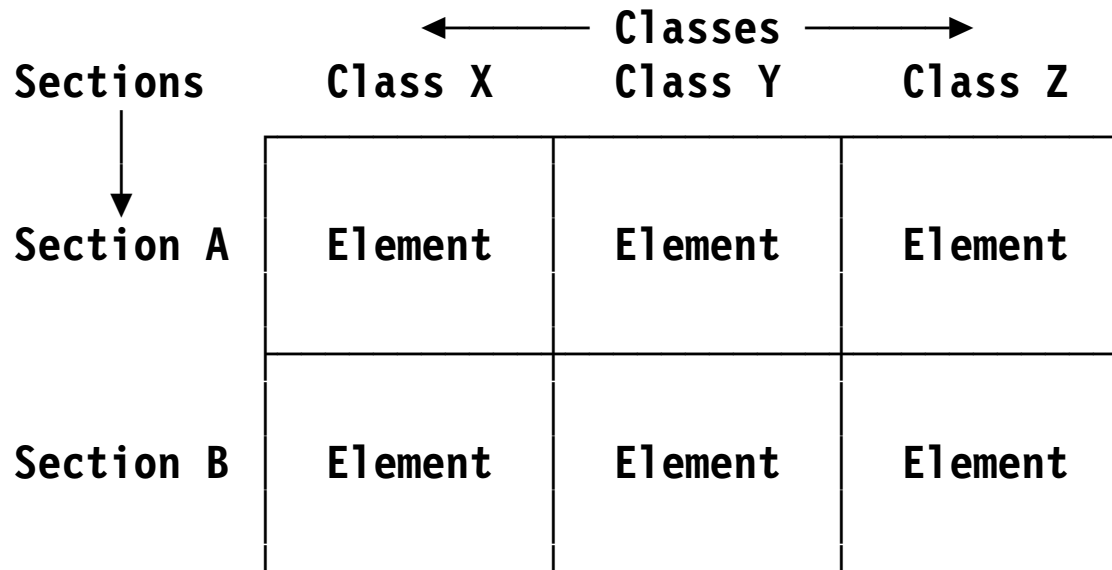 Classes
Sections Class X Class Y Class Z
Section A Element Element Element
Section B Element Element Element